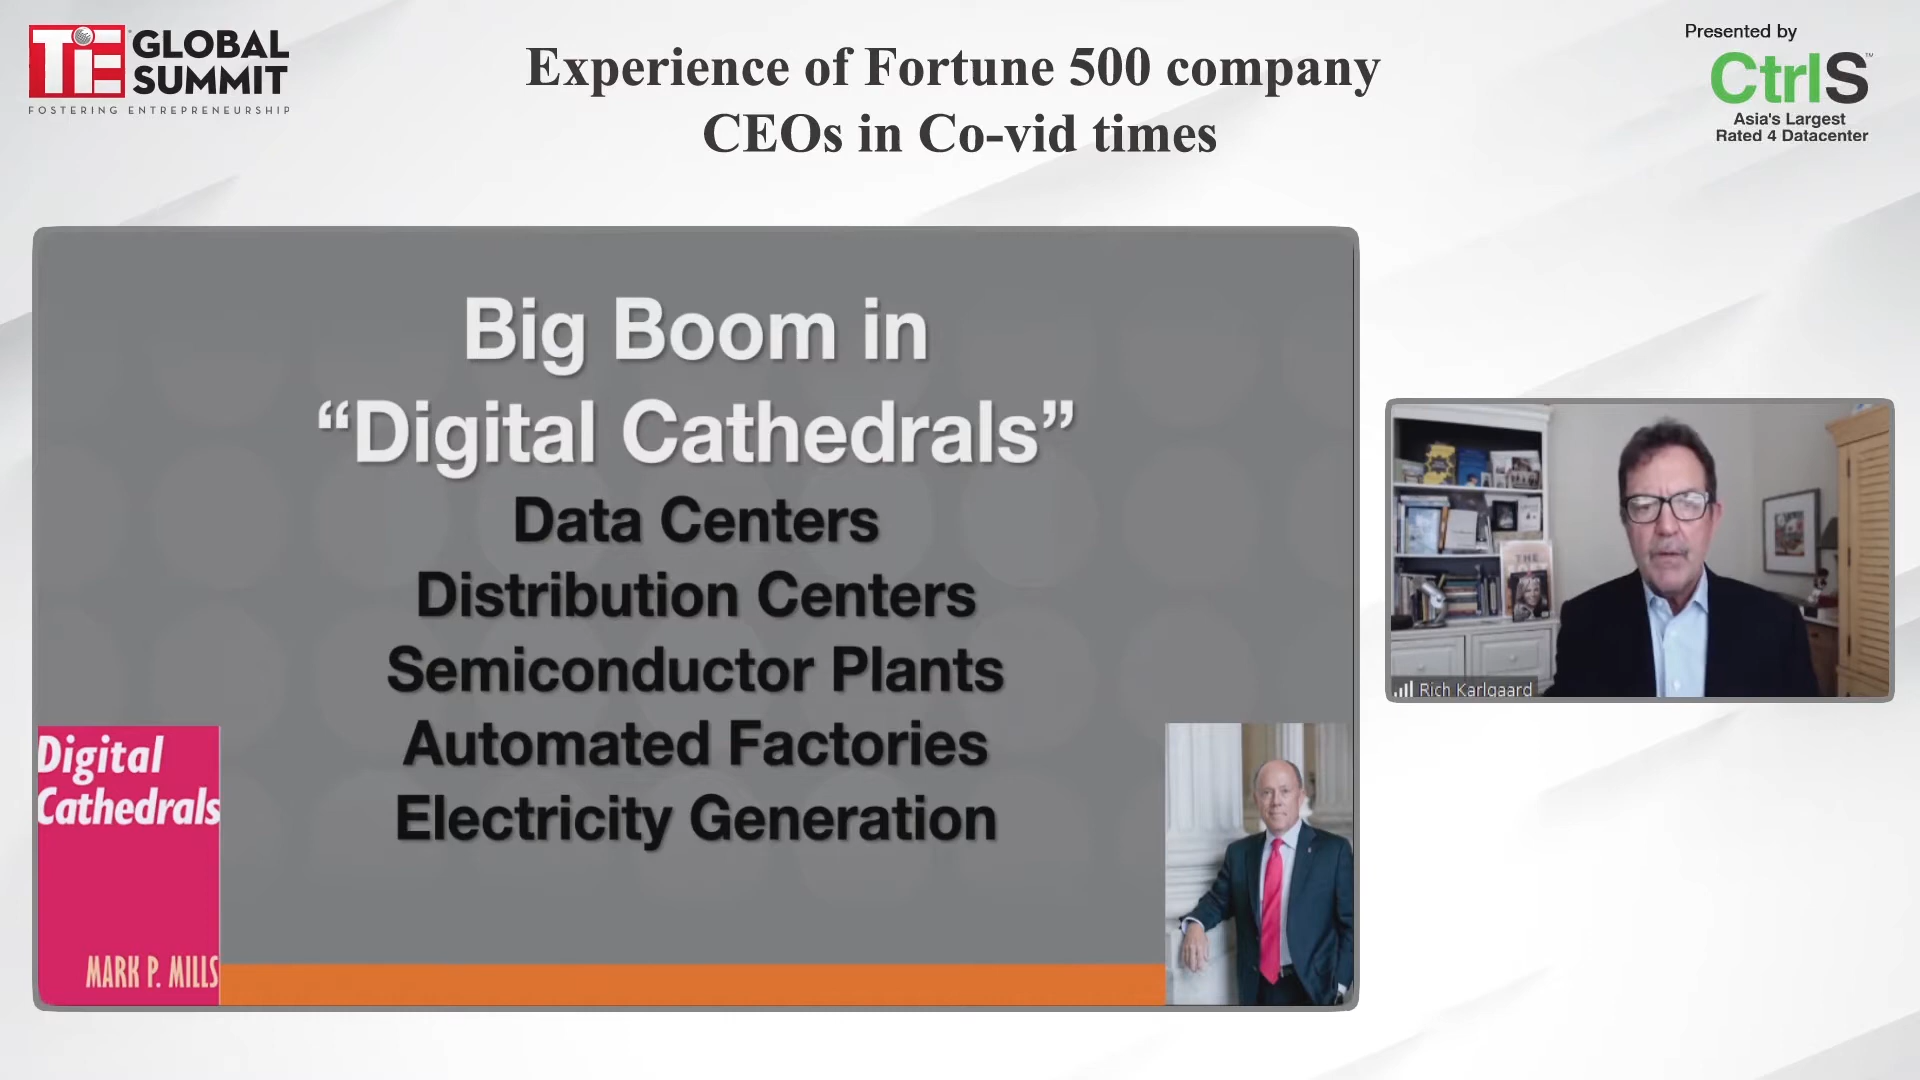 TiE GLOBAL
SUMMIT
FOSTERING ENTREPRENEURSHIP
Experience of Fortune 500 company
CEOs in Co-vid times
Presented by
CtrlS™
Asia's Largest
Rated 4 Datacenter
Big Boom in
“Digital Cathedrals”
Data Centers
Distribution Centers
Semiconductor Plants
Automated Factories
Electricity Generation
Digital
Cathedrals
MARK P. MILLS
THE
Rich Karlgaard